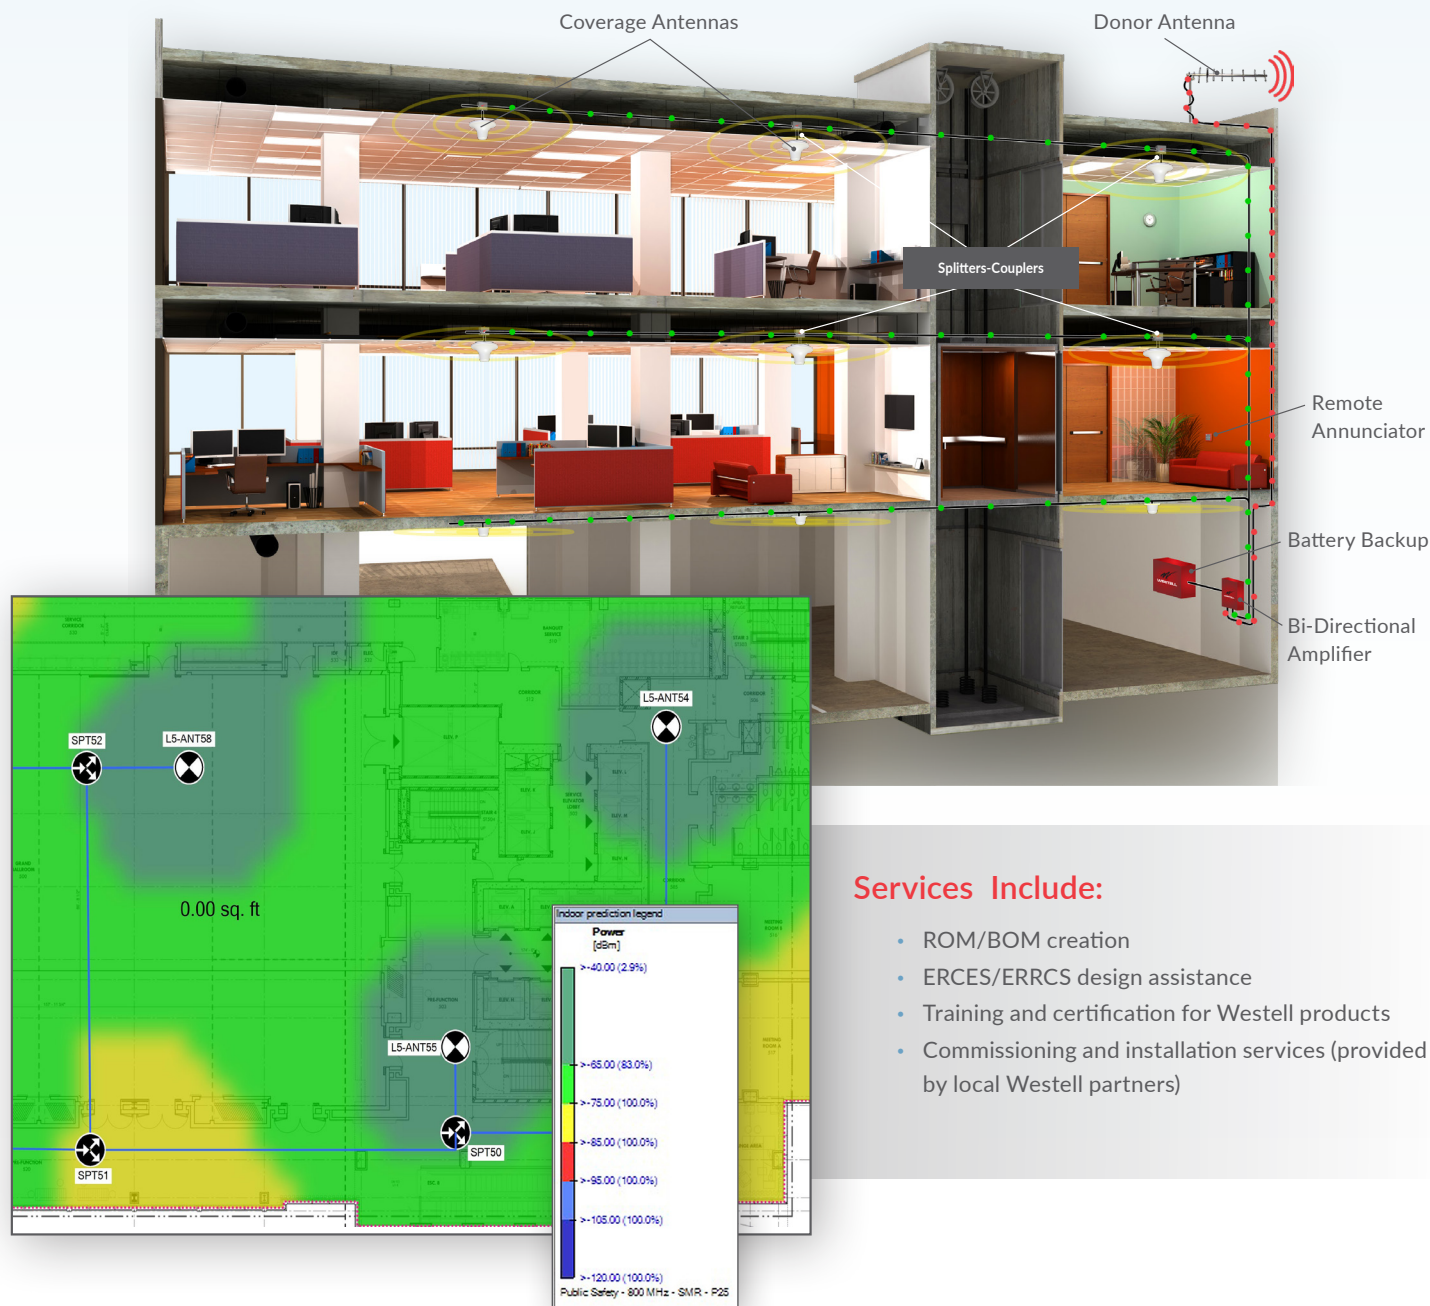 Coverage Antennas
Donor Antenna
Splitters-Couplers
Remote
Annunciator
Battery Backup
WESTELL
Bi-Directional
Amplifier
L5-ANT54
SPT52
L5-ANT58
0.00 sq. ft
L5-ANT55
SPT50
SPT51
Indoor prediction legend
Power
[dBm]
>-40.00 (2.9%)
>-65.00 (83.0%)
>-75.00 (100.0%)
>-85.00 (100.0%)
>-95.00 (100.0%)
>-105.00 (100.0%)
>-120.00 (100.0%)
Public Safety - 800 MHz - SMR - P25
Services Include:
• ROM/BOM creation
• ERCES/ERRCS design assistance
• Training and certification for Westell products
• Commissioning and installation services (provided
by local Westell partners)